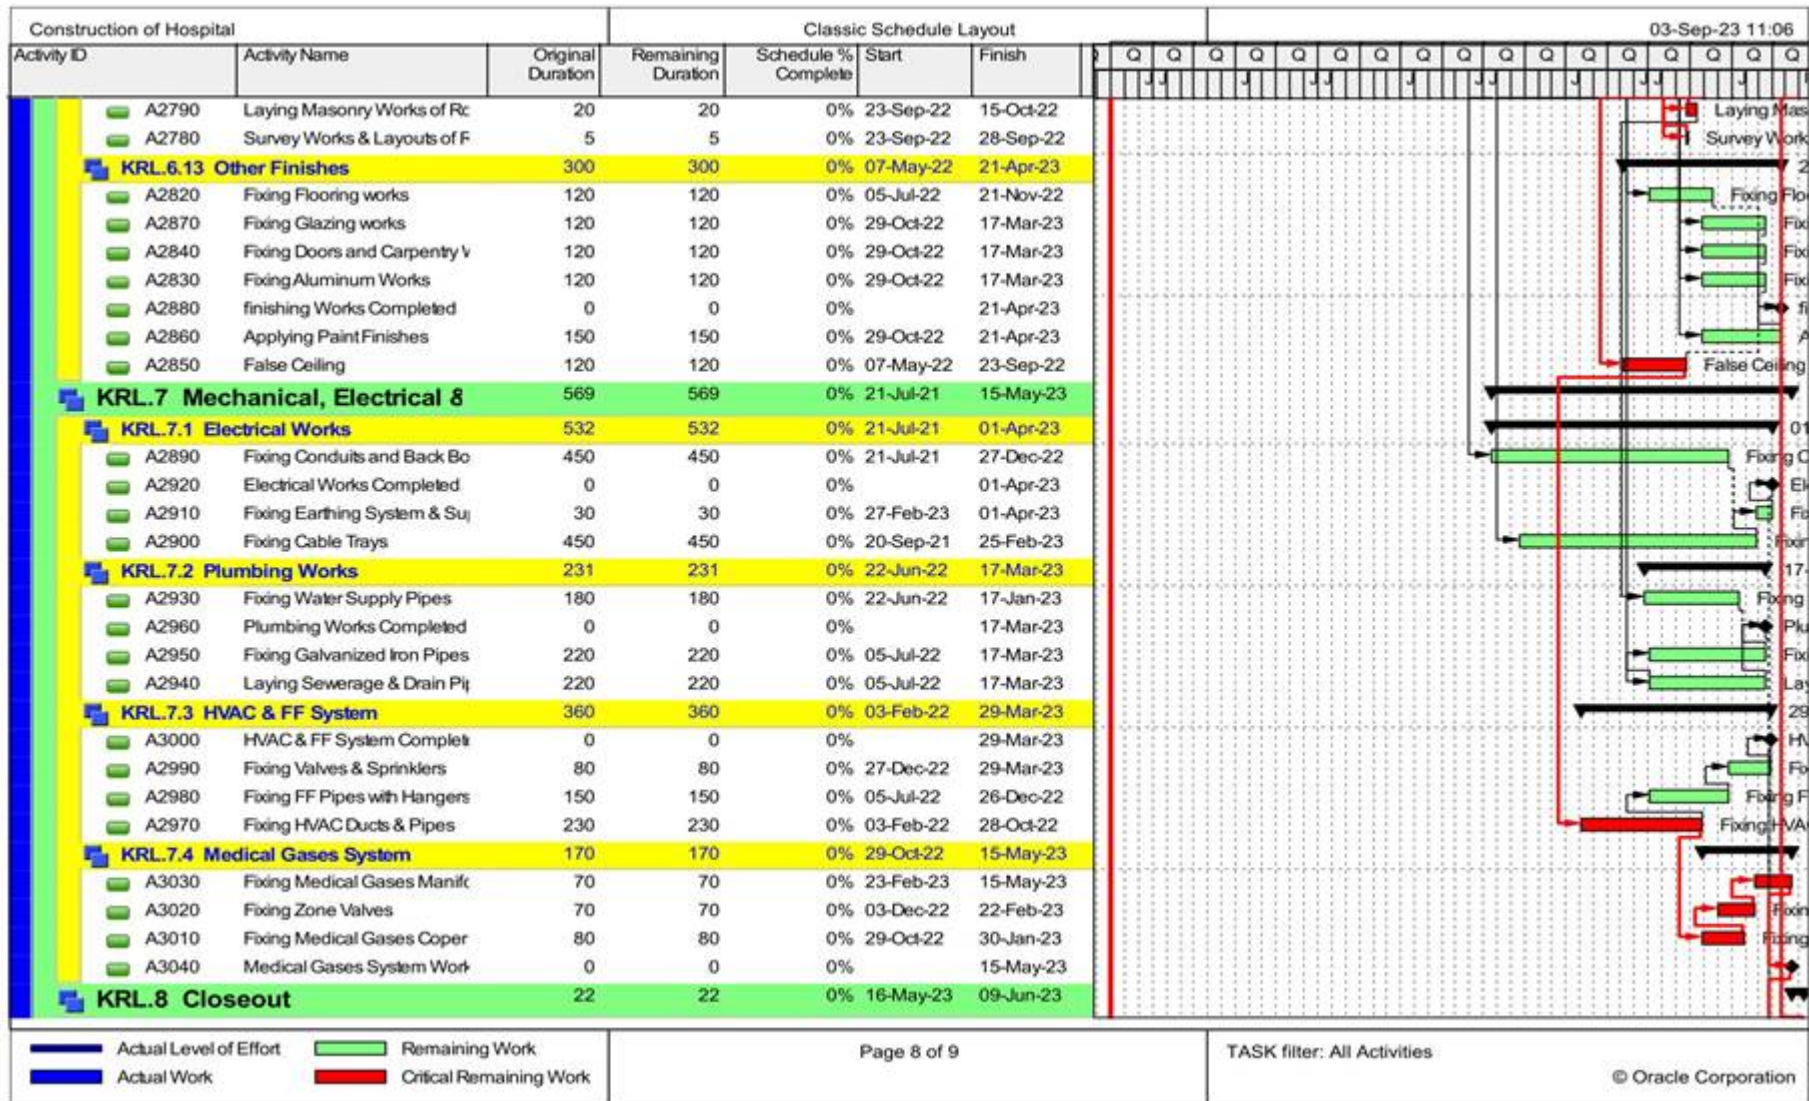 Construction of Hospital Classic Schedule Layout 03-Sep-23 11:06
Activity ID Activity Name Original Duration Remaining Duration Schedule % Complete Start Finish Q Q Q Q Q Q Q Q Q Q Q Q Q Q Q Q Q
A2790 Laying Masonry Works of Rc 20 20 0% 23-Sep-22 15-Oct-22 Laying Mas
A2780 Survey Works & Layouts of F 5 5 0% 23-Sep-22 28-Sep-22 Survey Work
KRL.6.13 Other Finishes 300 300 0% 07-May-22 21-Apr-23 2
A2820 Fixing Flooring works 120 120 0% 05-Jul-22 21-Nov-22 Fixing Flo
A2870 Fixing Glazing works 120 120 0% 29-Oct-22 17-Mar-23 Fixi
A2840 Fixing Doors and Carpentry V 120 120 0% 29-Oct-22 17-Mar-23 Fixi
A2830 Fixing Aluminum Works 120 120 0% 29-Oct-22 17-Mar-23 Fixi
A2880 finishing Works Completed 0 0 0% 21-Apr-23 fi
A2860 Applying Paint Finishes 150 150 0% 29-Oct-22 21-Apr-23 A
A2850 False Ceiling 120 120 0% 07-May-22 23-Sep-22 False Ceiling
KRL.7 Mechanical, Electrical & 569 569 0% 21-Jul-21 15-May-23
KRL.7.1 Electrical Works 532 532 0% 21-Jul-21 01-Apr-23 01
A2890 Fixing Conduits and Back Bo 450 450 0% 21-Jul-21 27-Dec-22 Fixing C
A2920 Electrical Works Completed 0 0 0% 01-Apr-23 El
A2910 Fixing Earthing System & Su 30 30 0% 27-Feb-23 01-Apr-23 Fix
A2900 Fixing Cable Trays 450 450 0% 20-Sep-21 25-Feb-23 Fixin
KRL.7.2 Plumbing Works 231 231 0% 22-Jun-22 17-Mar-23 17-
A2930 Fixing Water Supply Pipes 180 180 0% 22-Jun-22 17-Jan-23 Fixing
A2960 Plumbing Works Completed 0 0 0% 17-Mar-23 Plu
A2950 Fixing Galvanized Iron Pipes 220 220 0% 05-Jul-22 17-Mar-23 Fixi
A2940 Laying Sewerage & Drain Pi 220 220 0% 05-Jul-22 17-Mar-23 Lay
KRL.7.3 HVAC & FF System 360 360 0% 03-Feb-22 29-Mar-23 29
A3000 HVAC & FF System Complet 0 0 0% 29-Mar-23 HV
A2990 Fixing Valves & Sprinklers 80 80 0% 27-Dec-22 29-Mar-23 Fix
A2980 Fixing FF Pipes with Hangers 150 150 0% 05-Jul-22 26-Dec-22 Fixing F
A2970 Fixing HVAC Ducts & Pipes 230 230 0% 03-Feb-22 28-Oct-22 Fixing HVA
KRL.7.4 Medical Gases System 170 170 0% 29-Oct-22 15-May-23
A3030 Fixing Medical Gases Manifc 70 70 0% 23-Feb-23 15-May-23
A3020 Fixing Zone Valves 70 70 0% 03-Dec-22 22-Feb-23 Fixin
A3010 Fixing Medical Gases Coper 80 80 0% 29-Oct-22 30-Jan-23 Fixing
A3040 Medical Gases System Work 0 0 0% 15-May-23
KRL.8 Closeout 22 22 0% 16-May-23 09-Jun-23
Actual Level of Effort Remaining Work Page 8 of 9 TASK filter: All Activities
Actual Work Critical Remaining Work © Oracle Corporation